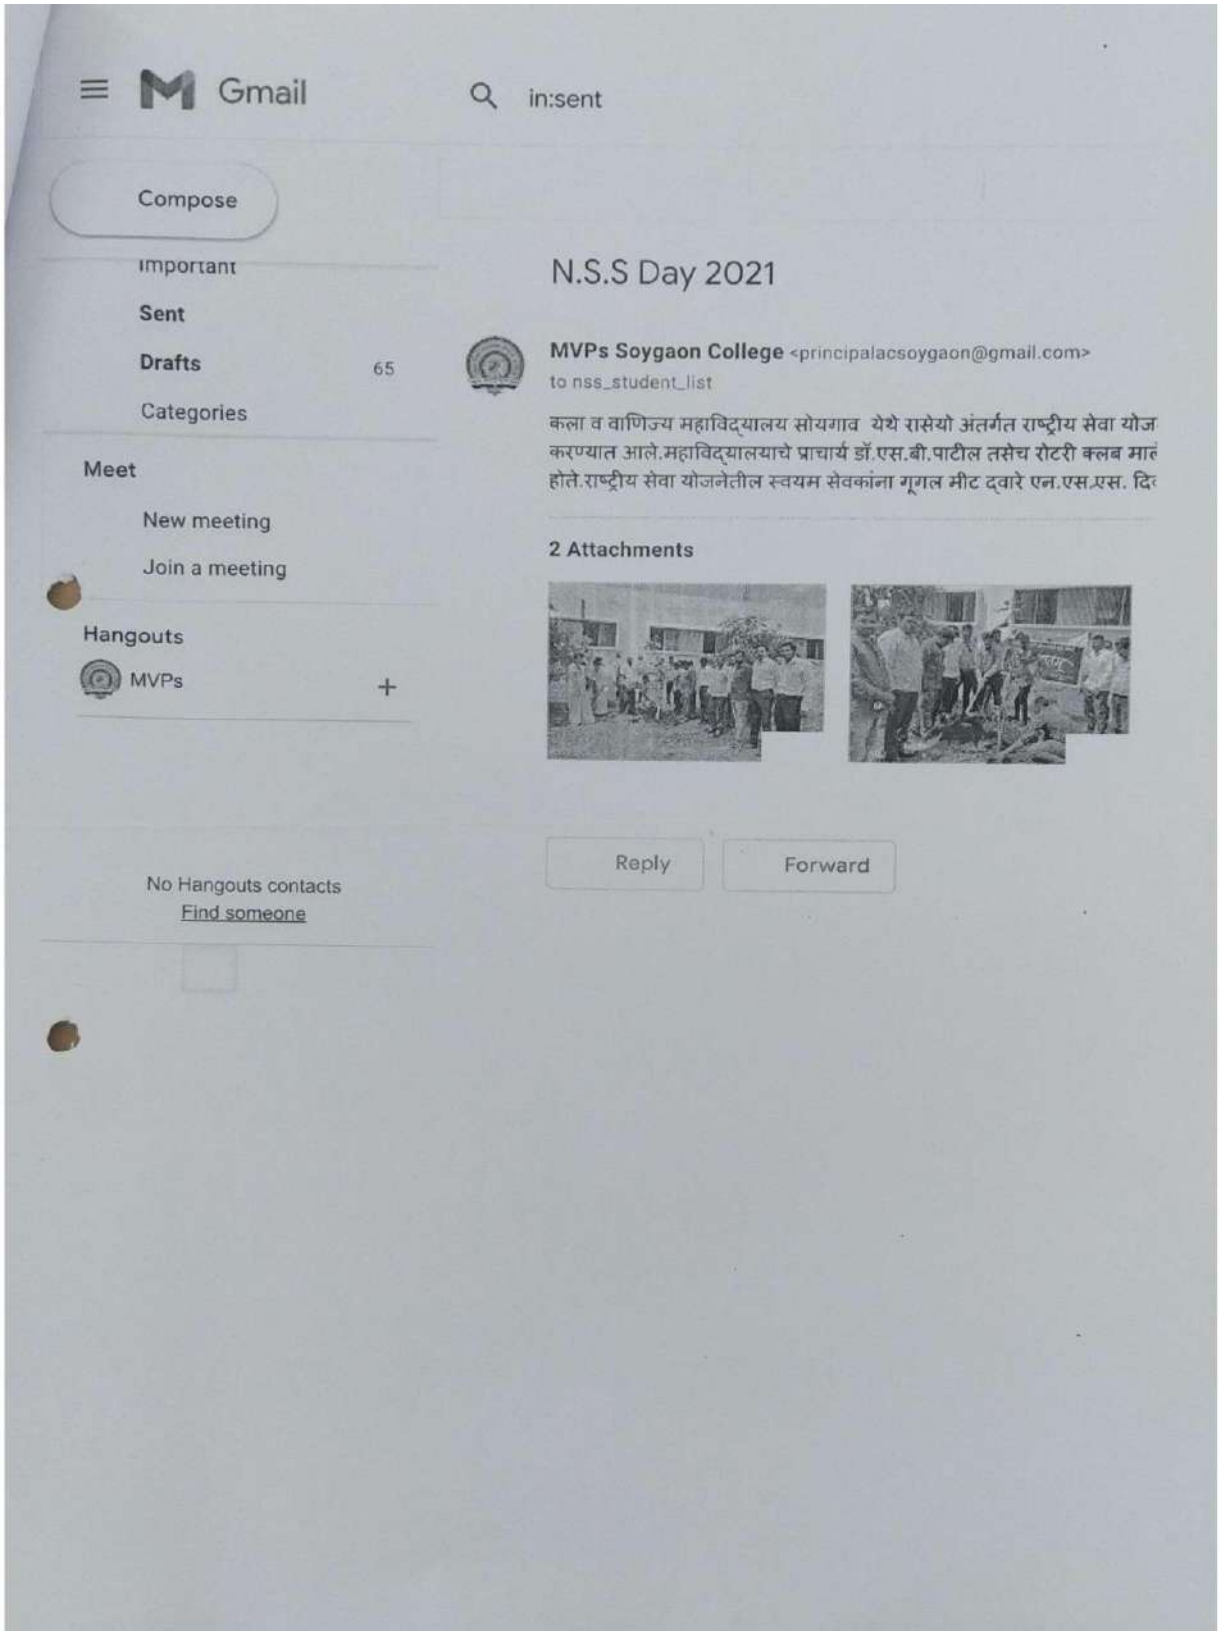 Gmail
in:sent
Compose
Important
Sent
Drafts 65
Categories
Meet
New meeting
Join a meeting
Hangouts
MVPs +
No Hangouts contacts
Find someone
N.S.S Day 2021
MVPs Soygaon College <principalacsoygaon@gmail.com>
to nss_student_list
कला व वाणिज्य महाविद्यालय सोयगाव येथे रासेयो अंतर्गत राष्ट्रीय सेवा योज
करण्यात आले.महाविद्यालयाचे प्राचार्य डॉ.एस.बी.पाटील तसेच रोटरी क्लब
होते.राष्ट्रीय सेवा योजनेतील स्वयम सेवकांना गूगल मीट द्वारे एन.एस.एस.
2 Attachments
Reply
Forward